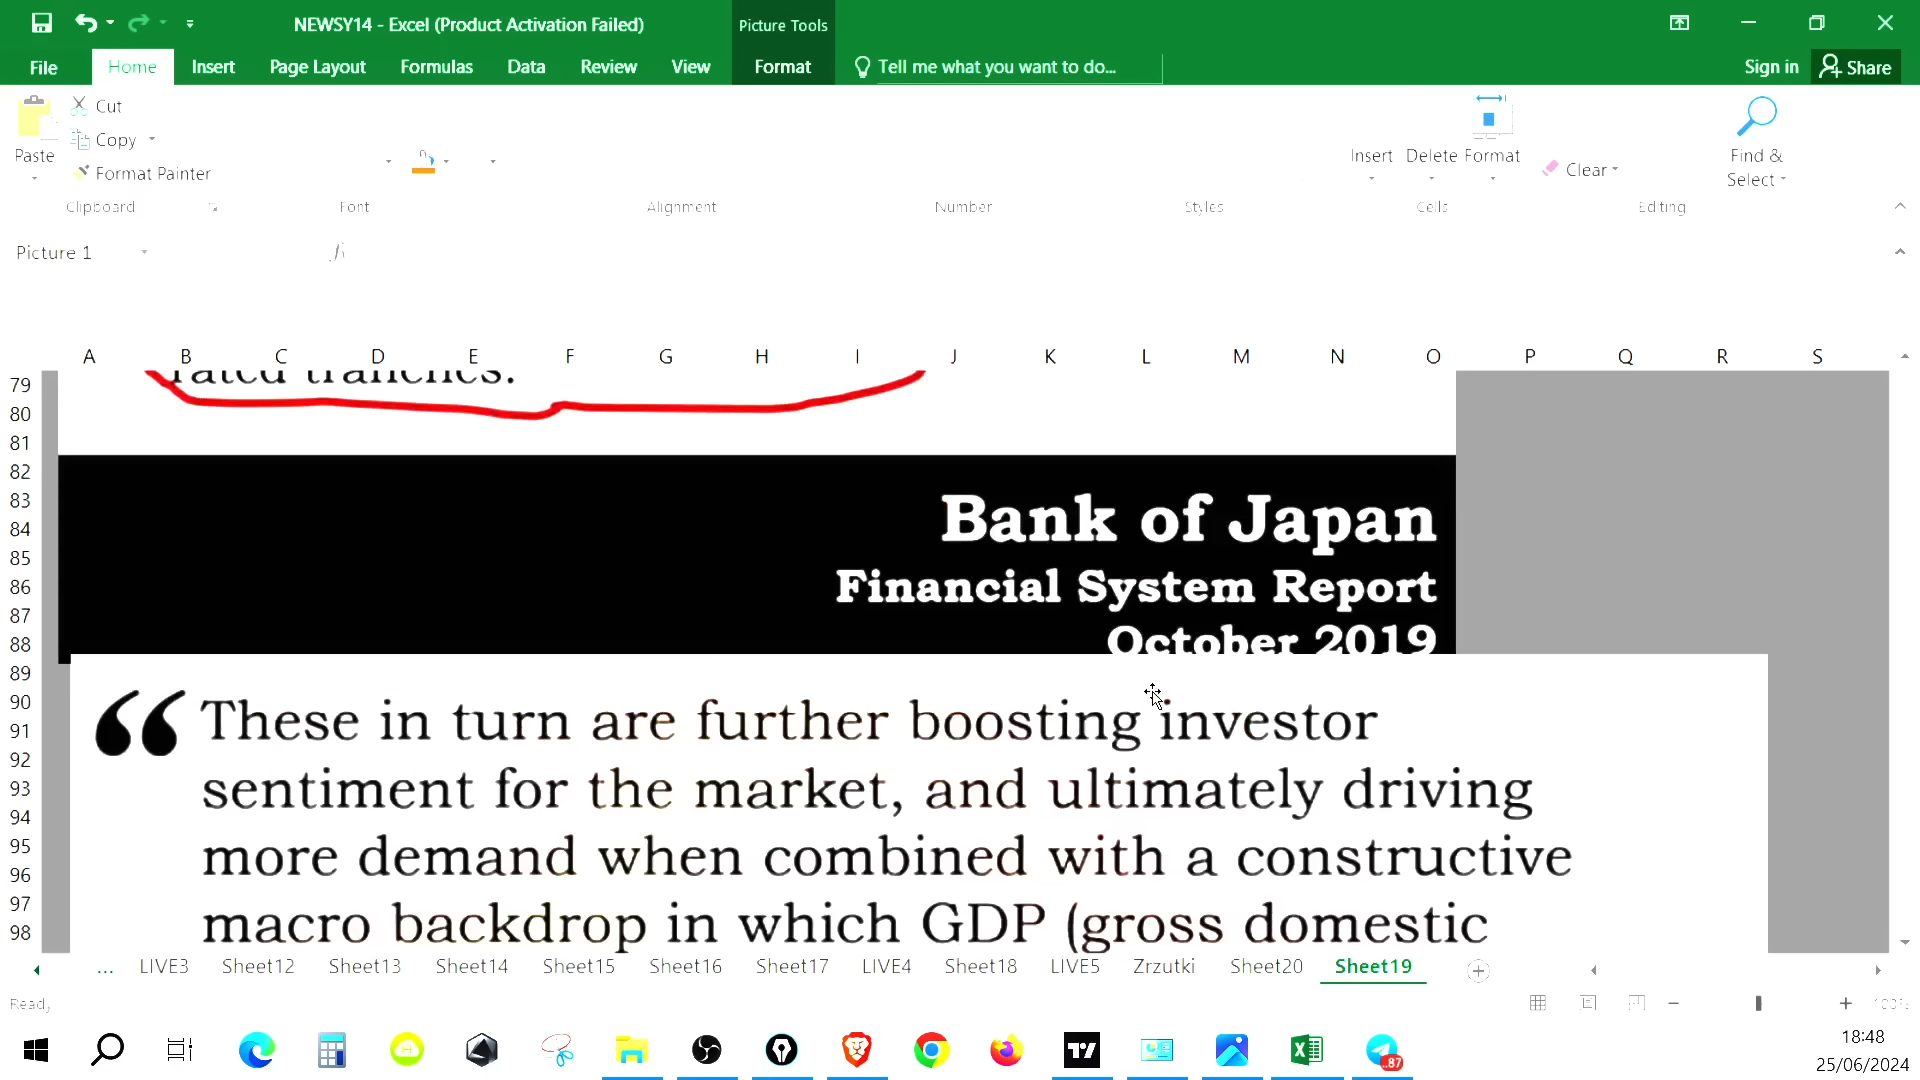 NEWSY14 - Excel (Product Activation Failed)
Picture Tools
File
Home
Insert
Page Layout
Formulas
Data
Review
View
Format
Tell me what you want to do...
Sign in
Share
Paste
Cut
Copy
Format Painter
Insert
Delete
Format
Clear
Find &
Select
Clipboard
Font
Alignment
Number
Styles
Cells
Editing
Picture 1
A B C D E F G H I J K L M N O P Q R S
79
80
81
82
83
84
85
86
87
88
89
90
91
92
93
94
95
96
97
98
rated tranches.
Bank of Japan
Financial System Report
October 2019
“These in turn are further boosting investor
sentiment for the market, and ultimately driving
more demand when combined with a constructive
macro backdrop in which GDP (gross domestic
... LIVE3 Sheet12 Sheet13 Sheet14 Sheet15 Sheet16 Sheet17 LIVE4 Sheet18 LIVE5 Zrzutki Sheet20 Sheet19
Ready
100%
..87
18:48
25/06/2024